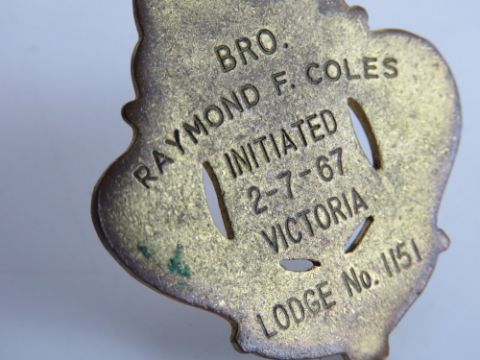 BRO.
RAYMOND F. COLES
INITIATED
2-7-67
VICTORIA
LODGE No. 1151